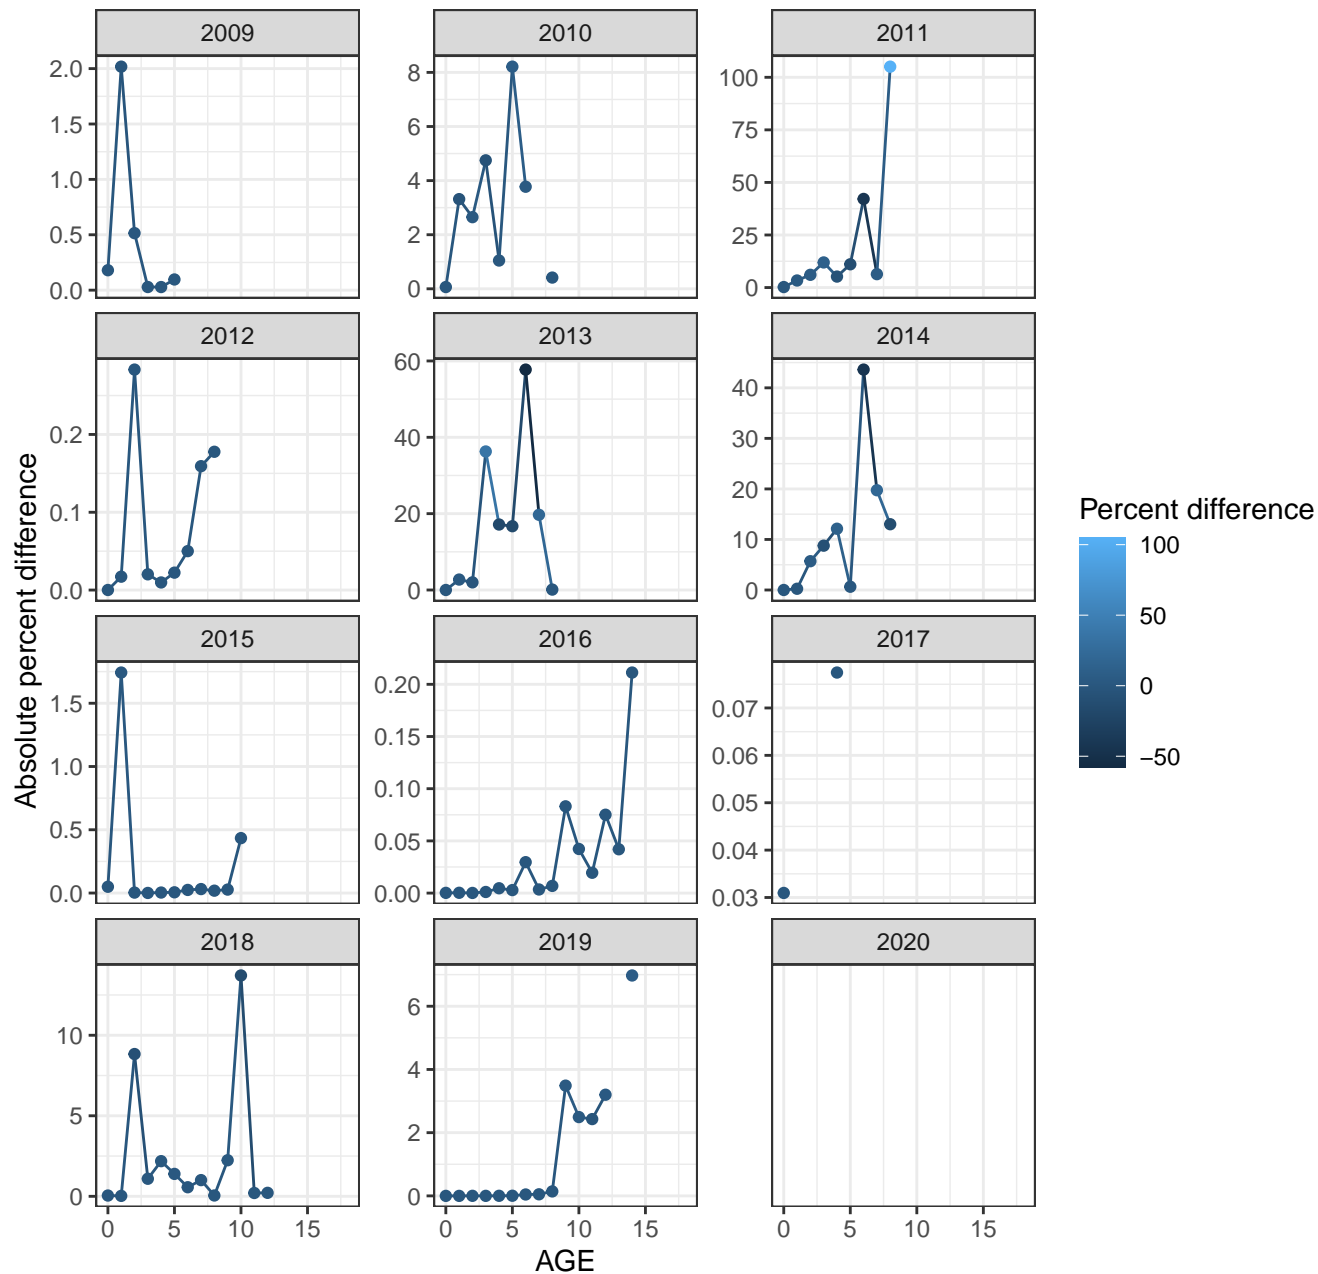 2009 2010 2011
2.0 1.5 1.0 0.5 0.0
8 6 4 2 0
100 75 50 25 0
2012 2013 2014
0.2 0.1 0.0
60 40 20 0
40 30 20 10 0
2015 2016 2017
1.5 1.0 0.5 0.0
0.20 0.15 0.10 0.05 0.00
0.07 0.06 0.05 0.04 0.03
2018 2019 2020
10 5 0
6 4 2 0
0 5 10 15
0 5 10 15
0 5 10 15
AGE
Absolute percent difference
Percent difference
100
50
0
−50